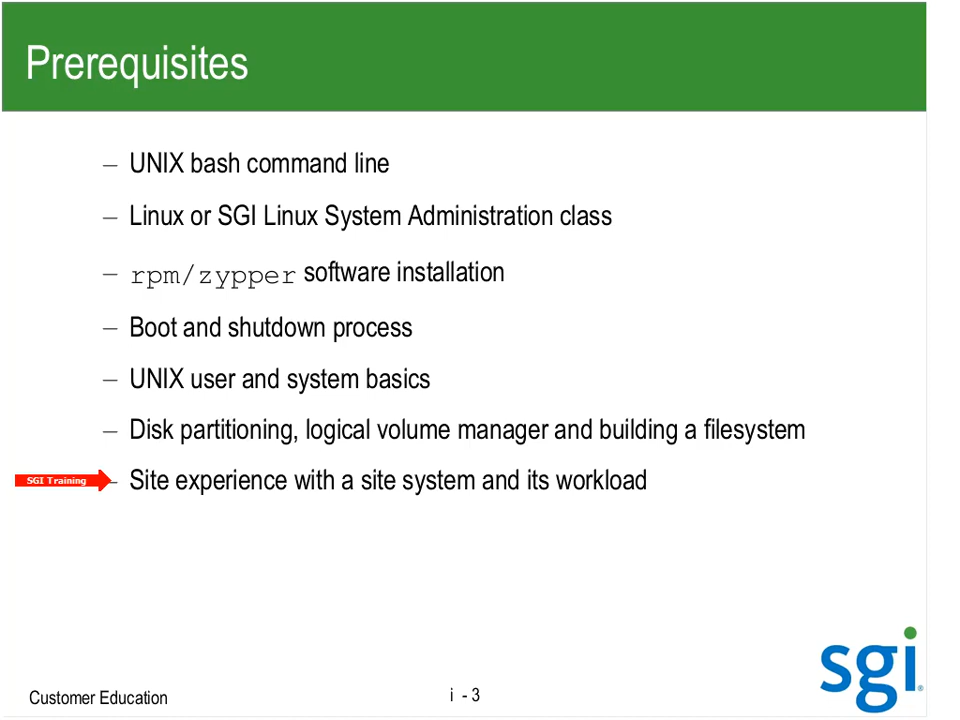 Prerequisites
– UNIX bash command line
– Linux or SGI Linux System Administration class
– rpm/zypper software installation
– Boot and shutdown process
– UNIX user and system basics
– Disk partitioning, logical volume manager and building a filesystem
SGI Training – Site experience with a site system and its workload
sgi®
Customer Education
i - 3